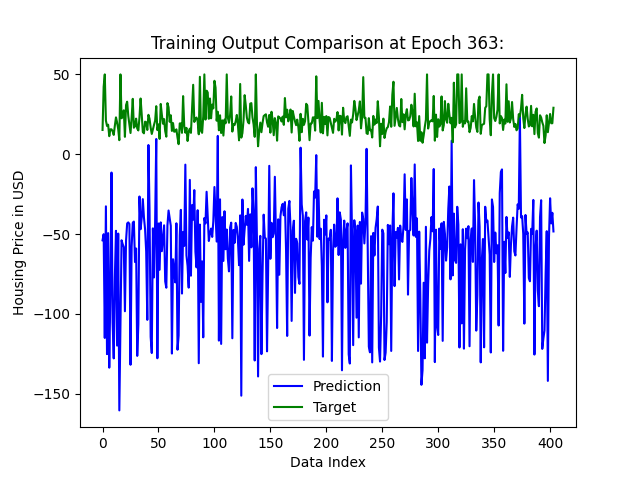 Training Output Comparison at Epoch 363:
Housing Price in USD
50
0
−50
−100
−150
Prediction
Target
0 50 100 150 200 250 300 350 400
Data Index